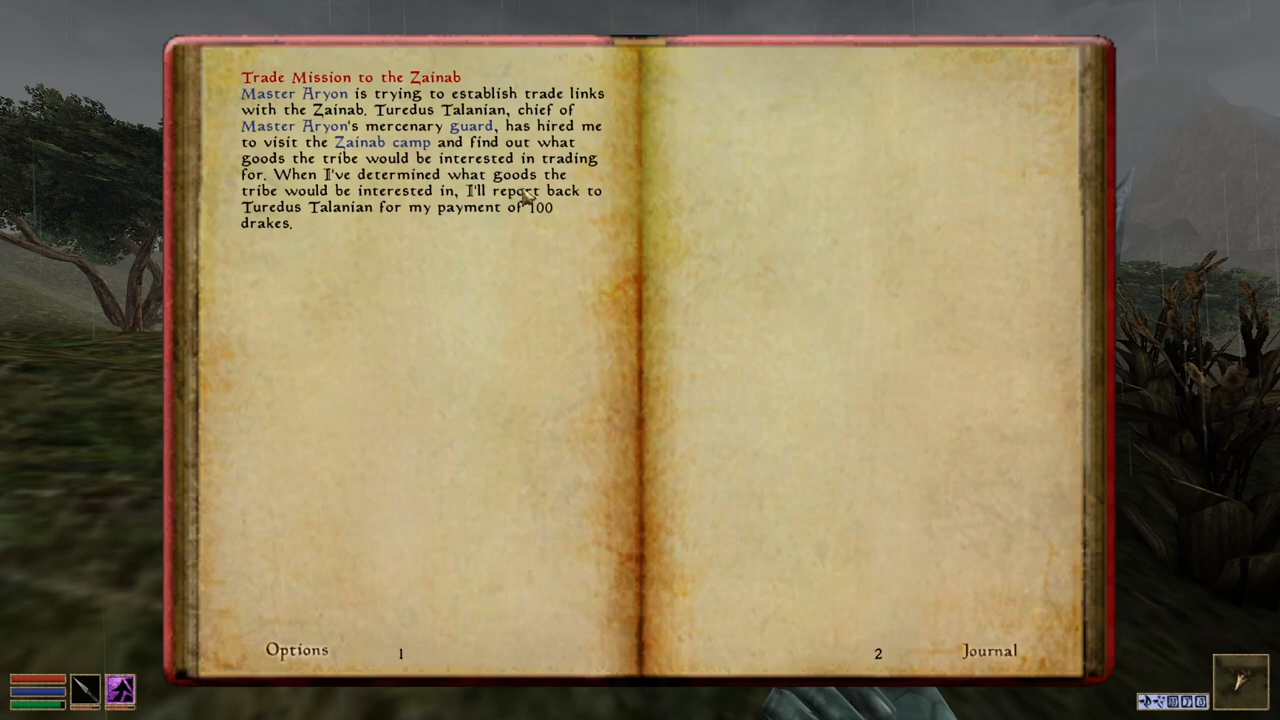 Trade Mission to the Zainab
Master Aryon is trying to establish trade links
with the Zainab. Turedus Talanian, chief of
Master Aryon's mercenary guard, has hired me
to visit the Zainab camp and find out what
goods the tribe would be interested in trading
for. When I've determined what goods the
tribe would be interested in, I'll report back to
Turedus Talanian for my payment of 100
drakes.
Options
1
2
Journal